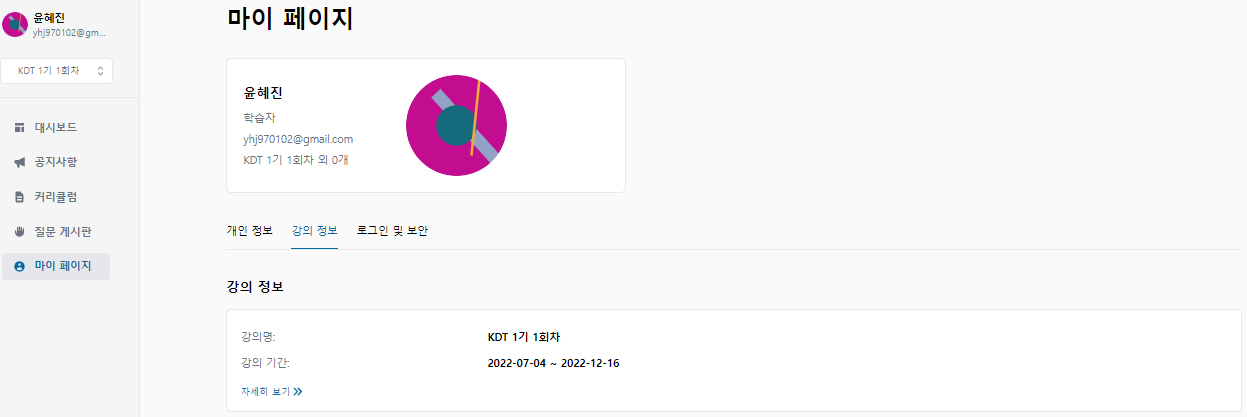 윤혜진
yhj970102@gm...
KDT 1기 1회차
대시보드
공지사항
커리큘럼
질문 게시판
마이 페이지
마이 페이지
윤혜진
학습자
yhj970102@gmail.com
KDT 1기 1회차 외 0개
개인 정보 강의 정보 로그인 및 보안
강의 정보
강의명: KDT 1기 1회차
강의 기간: 2022-07-04 ~ 2022-12-16
자세히 보기